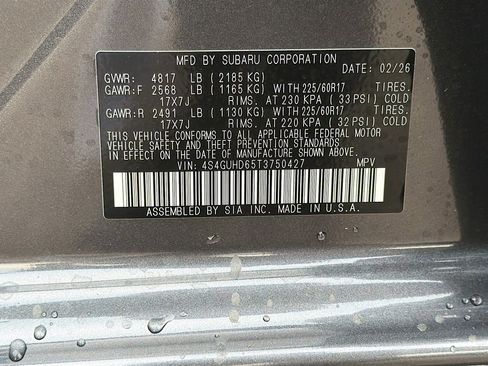 MFD BY SUBARU CORPORATION DATE: 02/26
GVWR: 4817 LB (2185 KG)
GAWR:F 2568 LB (1165 KG) WITH 225/60R17 TIRES.
17X7J RIMS. AT 230 KPA (33 PSI) COLD
GAWR:R 2491 LB (1130 KG) WITH 225/60R17 TIRES.
17X7J RIMS. AT 220 KPA (32 PSI) COLD
THIS VEHICLE CONFORMS TO ALL APPLICABLE FEDERAL MOTOR
VEHICLE SAFETY AND THEFT PREVENTION STANDARDS IN EFFECT
ON THE DATE OF MANUFACTURE SHOWN ABOVE.
VIN: 4S4GUHD65T3750427 MPV
ASSEMBLED BY SIA INC. MADE IN U.S.A.